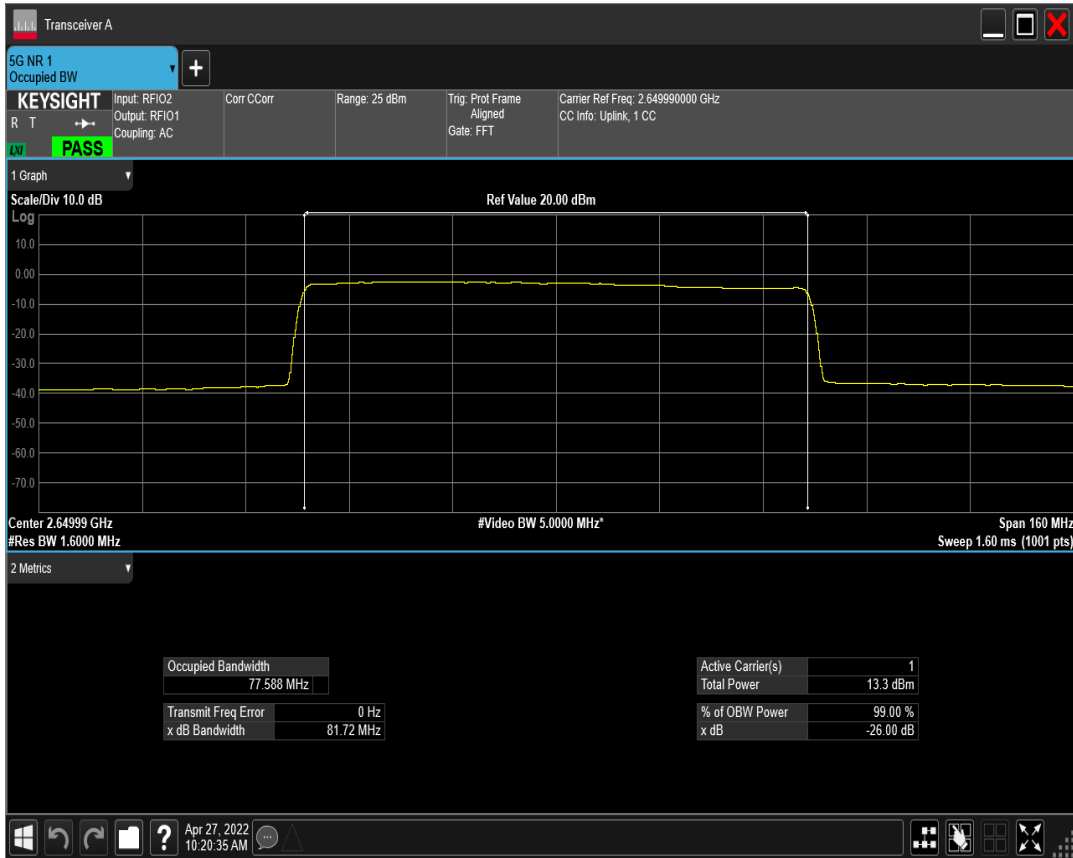 Transceiver A
5G NR 1
Occupied BW
KEYSIGHT
R T
LXI
PASS
Input: RFIO2
Output: RFIO1
Coupling: AC
Corr CCorr
Range: 25 dBm
Trig: Prot Frame
Aligned
Gate: FFT
Carrier Ref Freq: 2.649990000 GHz
CC Info: Uplink, 1 CC
1 Graph
Scale/Div 10.0 dB
Ref Value 20.00 dBm
Log
10.0
0.00
-10.0
-20.0
-30.0
-40.0
-50.0
-60.0
-70.0
Center 2.64999 GHz
#Video BW 5.0000 MHz*
Span 160 MHz
#Res BW 1.6000 MHz
Sweep 1.60 ms (1001 pts)
2 Metrics
Occupied Bandwidth
77.588 MHz
Transmit Freq Error 0 Hz
x dB Bandwidth 81.72 MHz
Active Carrier(s) 1
Total Power 13.3 dBm
% of OBW Power 99.00 %
x dB -26.00 dB
Apr 27, 2022
10:20:35 AM